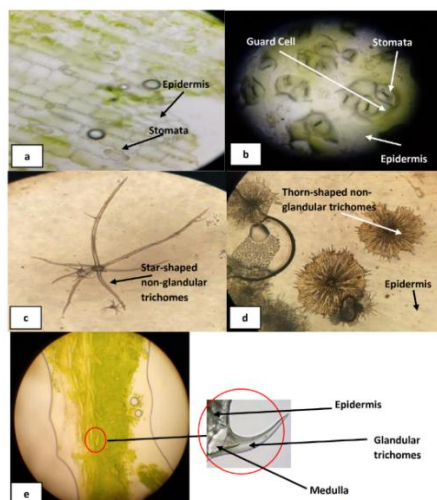 Epidermis
Stomata
a
Guard Cell
Stomata
Epidermis
b
Star-shaped
non-glandular
trichomes
c
Thorn-shaped non-
glandular trichomes
Epidermis
d
Epidermis
Glandular
trichomes
Medulla
e